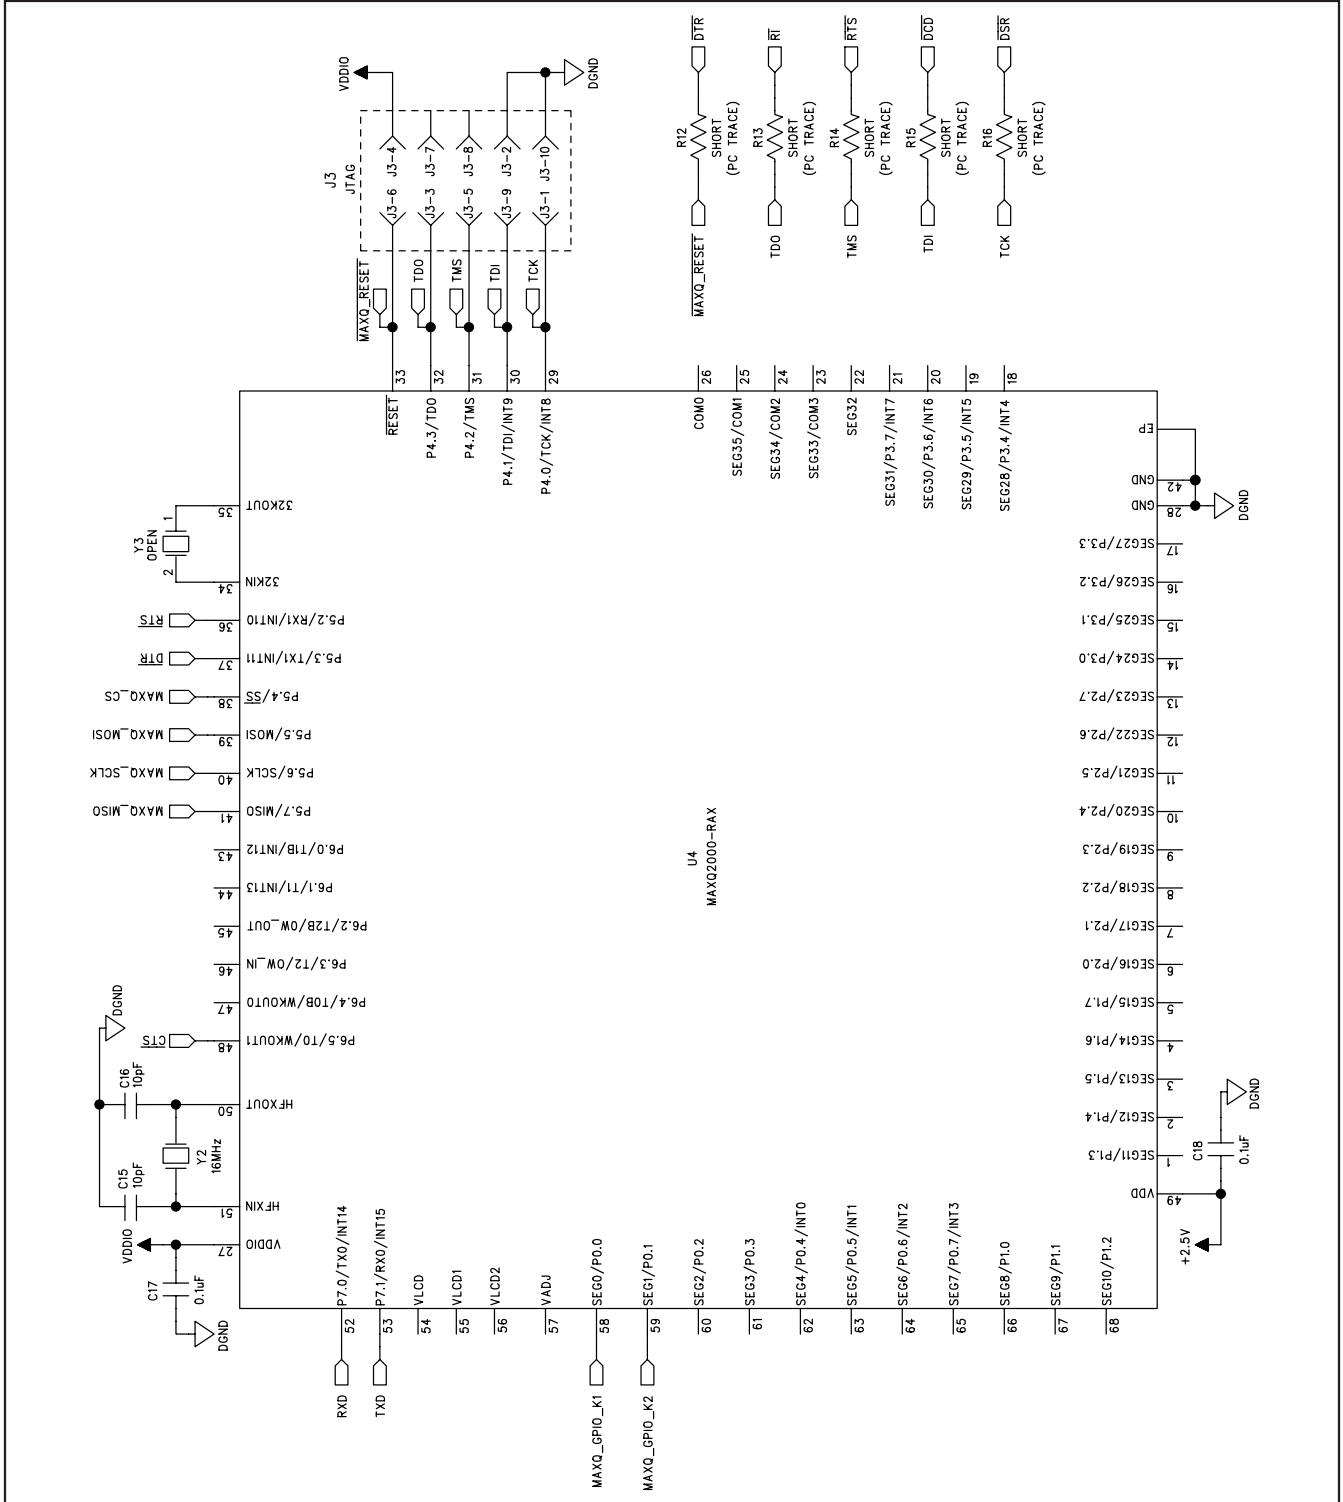 VDDIO
DGND
J3
JTAG
J3-4
J3-7
J3-8
J3-2
J3-10
J3-6
J3-3
J3-5
J3-9
J3-1
MAXQ_RESET
TDO
TMS
TDI
TCK
DTR
RI
RTS
DCD
DSR
R12
SHORT
(PC TRACE)
R13
SHORT
(PC TRACE)
R14
SHORT
(PC TRACE)
R15
SHORT
(PC TRACE)
R16
SHORT
(PC TRACE)
MAXQ_RESET
TDO
TMS
TDI
TCK
33
32
31
30
29
26
25
24
23
22
21
20
19
18
RESET
P4.3/TDO
P4.2/TMS
P4.1/TDI/INT9
P4.0/TCK/INT8
COM0
SEG35/COM1
SEG34/COM2
SEG33/COM3
SEG32
SEG31/P3.7/INT7
SEG30/P3.6/INT6
SEG29/P3.5/INT5
SEG28/P3.4/INT4
Y3
OPEN
1
2
35 32KOUT
34 32KIN
RTS 36 P5.2/RX1/INT10
DTR 37 P5.3/TX1/INT11
MAXQ_CS 38 P5.4/SS
MAXQ_MOSI 39 P5.5/MOSI
MAXQ_SCLK 40 P5.6/SCLK
MAXQ_MISO 41 P5.7/MISO
43 P6.0/T1B/INT12
44 P6.1/T1/INT13
45 P6.2/T2B/OW_OUT
46 P6.3/T2/OW_IN
47 P6.4/T0B/WKOUT0
CTS 48 P6.5/T0/WKOUT1
50 HFXOUT
51 HFXIN
27 VDDIO
DGND
C16
10pF
Y2
16MHz
C15
10pF
VDDIO
C17
0.1uF
DGND
U4
MAXQ2000-RAX
EP
GND 42
GND 28
DGND
SEG27/P3.3 17
SEG26/P3.2 16
SEG25/P3.1 15
SEG24/P3.0 14
SEG23/P2.7 13
SEG22/P2.6 12
SEG21/P2.5 11
SEG20/P2.4 10
SEG19/P2.3 9
SEG18/P2.2 8
SEG17/P2.1 7
SEG16/P2.0 6
SEG15/P1.7 5
SEG14/P1.6 4
SEG13/P1.5 3
SEG12/P1.4 2
SEG11/P1.3 1
VDD 49
DGND
C18
0.1uF
+2.5V
P7.0/TX0/INT14
P7.1/RX0/INT15
VLCD
VLCD1
VLCD2
VADJ
SEG0/P0.0
SEG1/P0.1
SEG2/P0.2
SEG3/P0.3
SEG4/P0.4/INT0
SEG5/P0.5/INT1
SEG6/P0.6/INT2
SEG7/P0.7/INT3
SEG8/P1.0
SEG9/P1.1
SEG10/P1.2
52
53
54
55
56
57
58
59
60
61
62
63
64
65
66
67
68
RXD
TXD
MAXQ_GPIO_K1
MAXQ_GPIO_K2